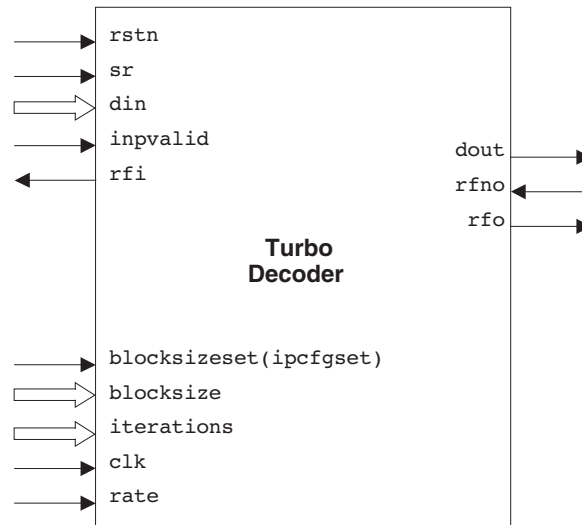 rstn
sr
din
inpvalid
rfi
dout
rfno
rfo
Turbo
Decoder
blocksizeset(ipcfgset)
blocksize
iterations
clk
rate